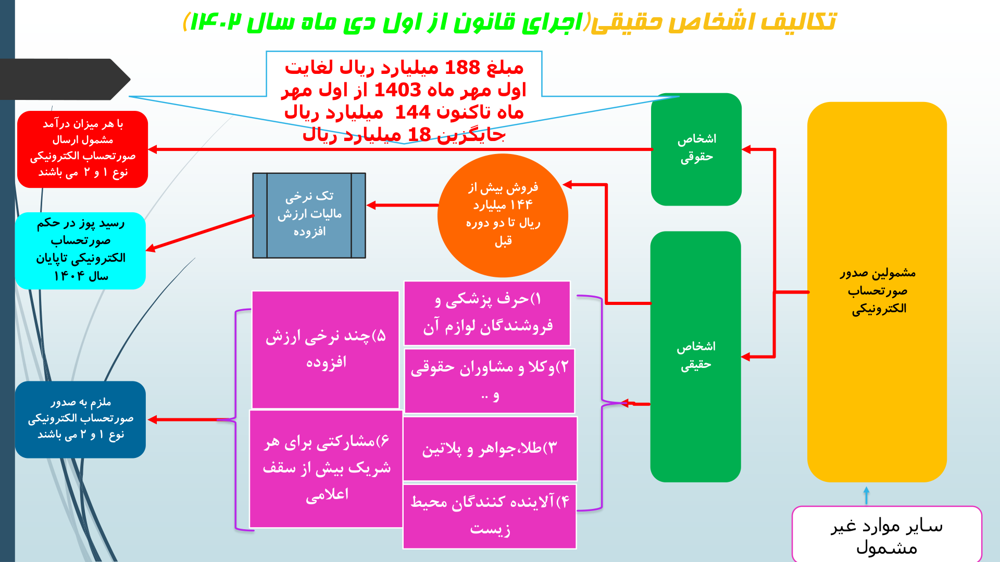 تکالیف اشخاص حقیقی(اجرای قانون از اول دی ماه سال ۱۴۰۲)
مبلغ 188 میلیارد ریال لغایت
اول مهر ماه 1403 از اول مهر
ماه تاکنون 144 میلیارد ریال
جایگزین 18 میلیارد ریال
مشمولین صدور
صورتحساب
الکترونیکی
سایر موارد غیر
مشمول
اشخاص
حقوقی
با هر میزان درآمد
مشمول ارسال
صورتحساب الکترونیکی
نوع ۱ و ۲ می باشند
اشخاص
حقیقی
فروش بیش از
۱۴۴ میلیارد
ریال تا دو دوره
قبل
تک نرخی
مالیات ارزش
افزوده
رسید پوز در حکم
صورتحساب
الکترونیکی تاپایان
سال ۱۴۰۴
۱)حرف پزشکی و
فروشندگان لوازم آن
۲)وکلا و مشاوران حقوقی
و ..
۳)طلا،جواهر و پلاتین
۴)آلاینده کنندگان محیط
زیست
۵)چند نرخی ارزش
افزوده
۶)مشارکتی برای هر
شریک بیش از سقف
اعلامی
ملزم به صدور
صورتحساب الکترونیکی
نوع ۱ و ۲ می باشند